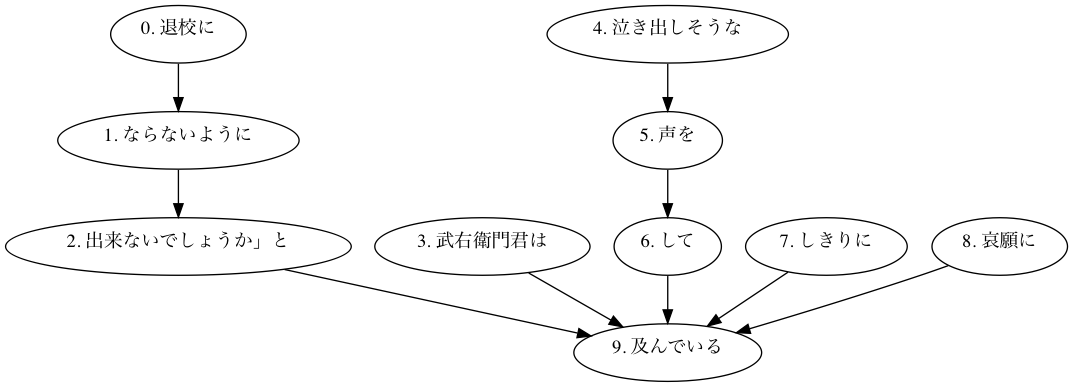 0. 退校に
4. 泣き出しそうな
1. ならないように
5. 声を
2. 出来ないでしょうか」と
3. 武右衛門君は
6. して
7. しきりに
8. 哀願に
9. 及んでいる